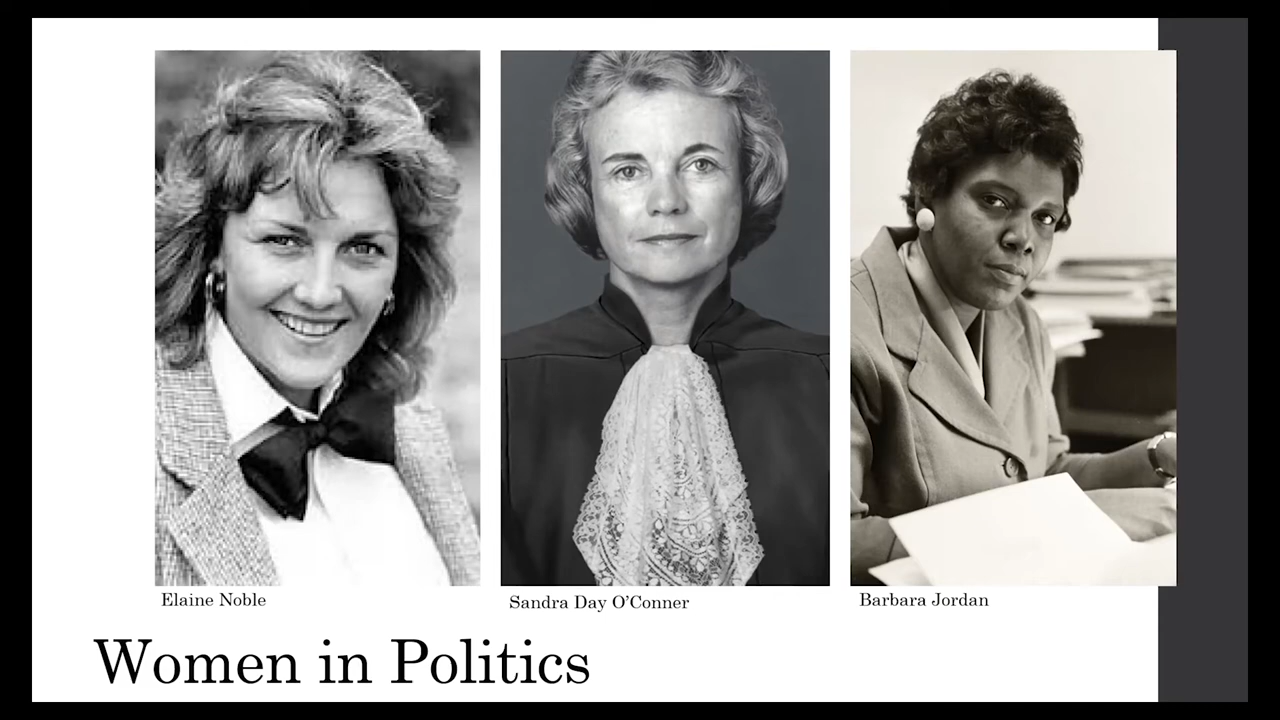 Elaine Noble
Sandra Day O’Conner
Barbara Jordan
Women in Politics